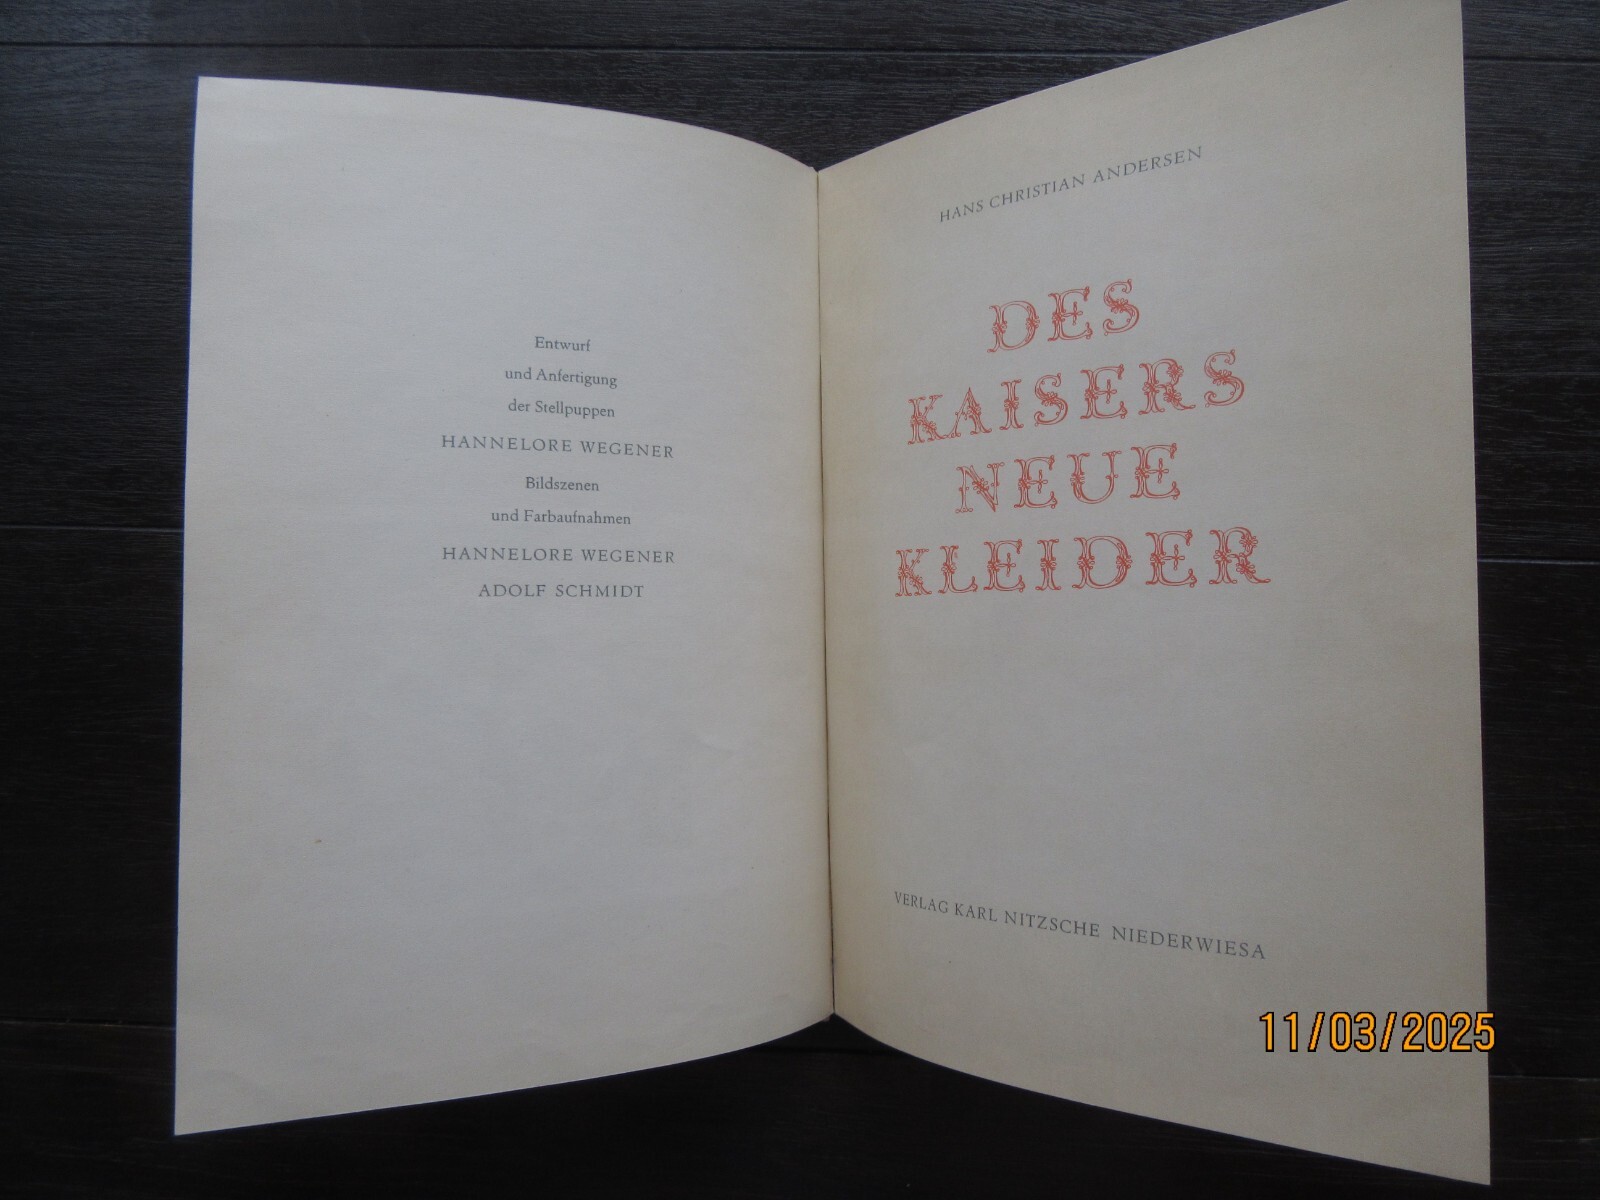 Entwurf
und Anfertigung
der Stellpuppen
HANNELORE WEGENER
Bildszenen
und Farbaufnahmen
HANNELORE WEGENER
ADOLF SCHMIDT
HANS CHRISTIAN ANDERSEN
DES
KAISERS
NEUE
KLEIDER
VERLAG KARL NITZSCHE NIEDERWIESA
11/03/2025